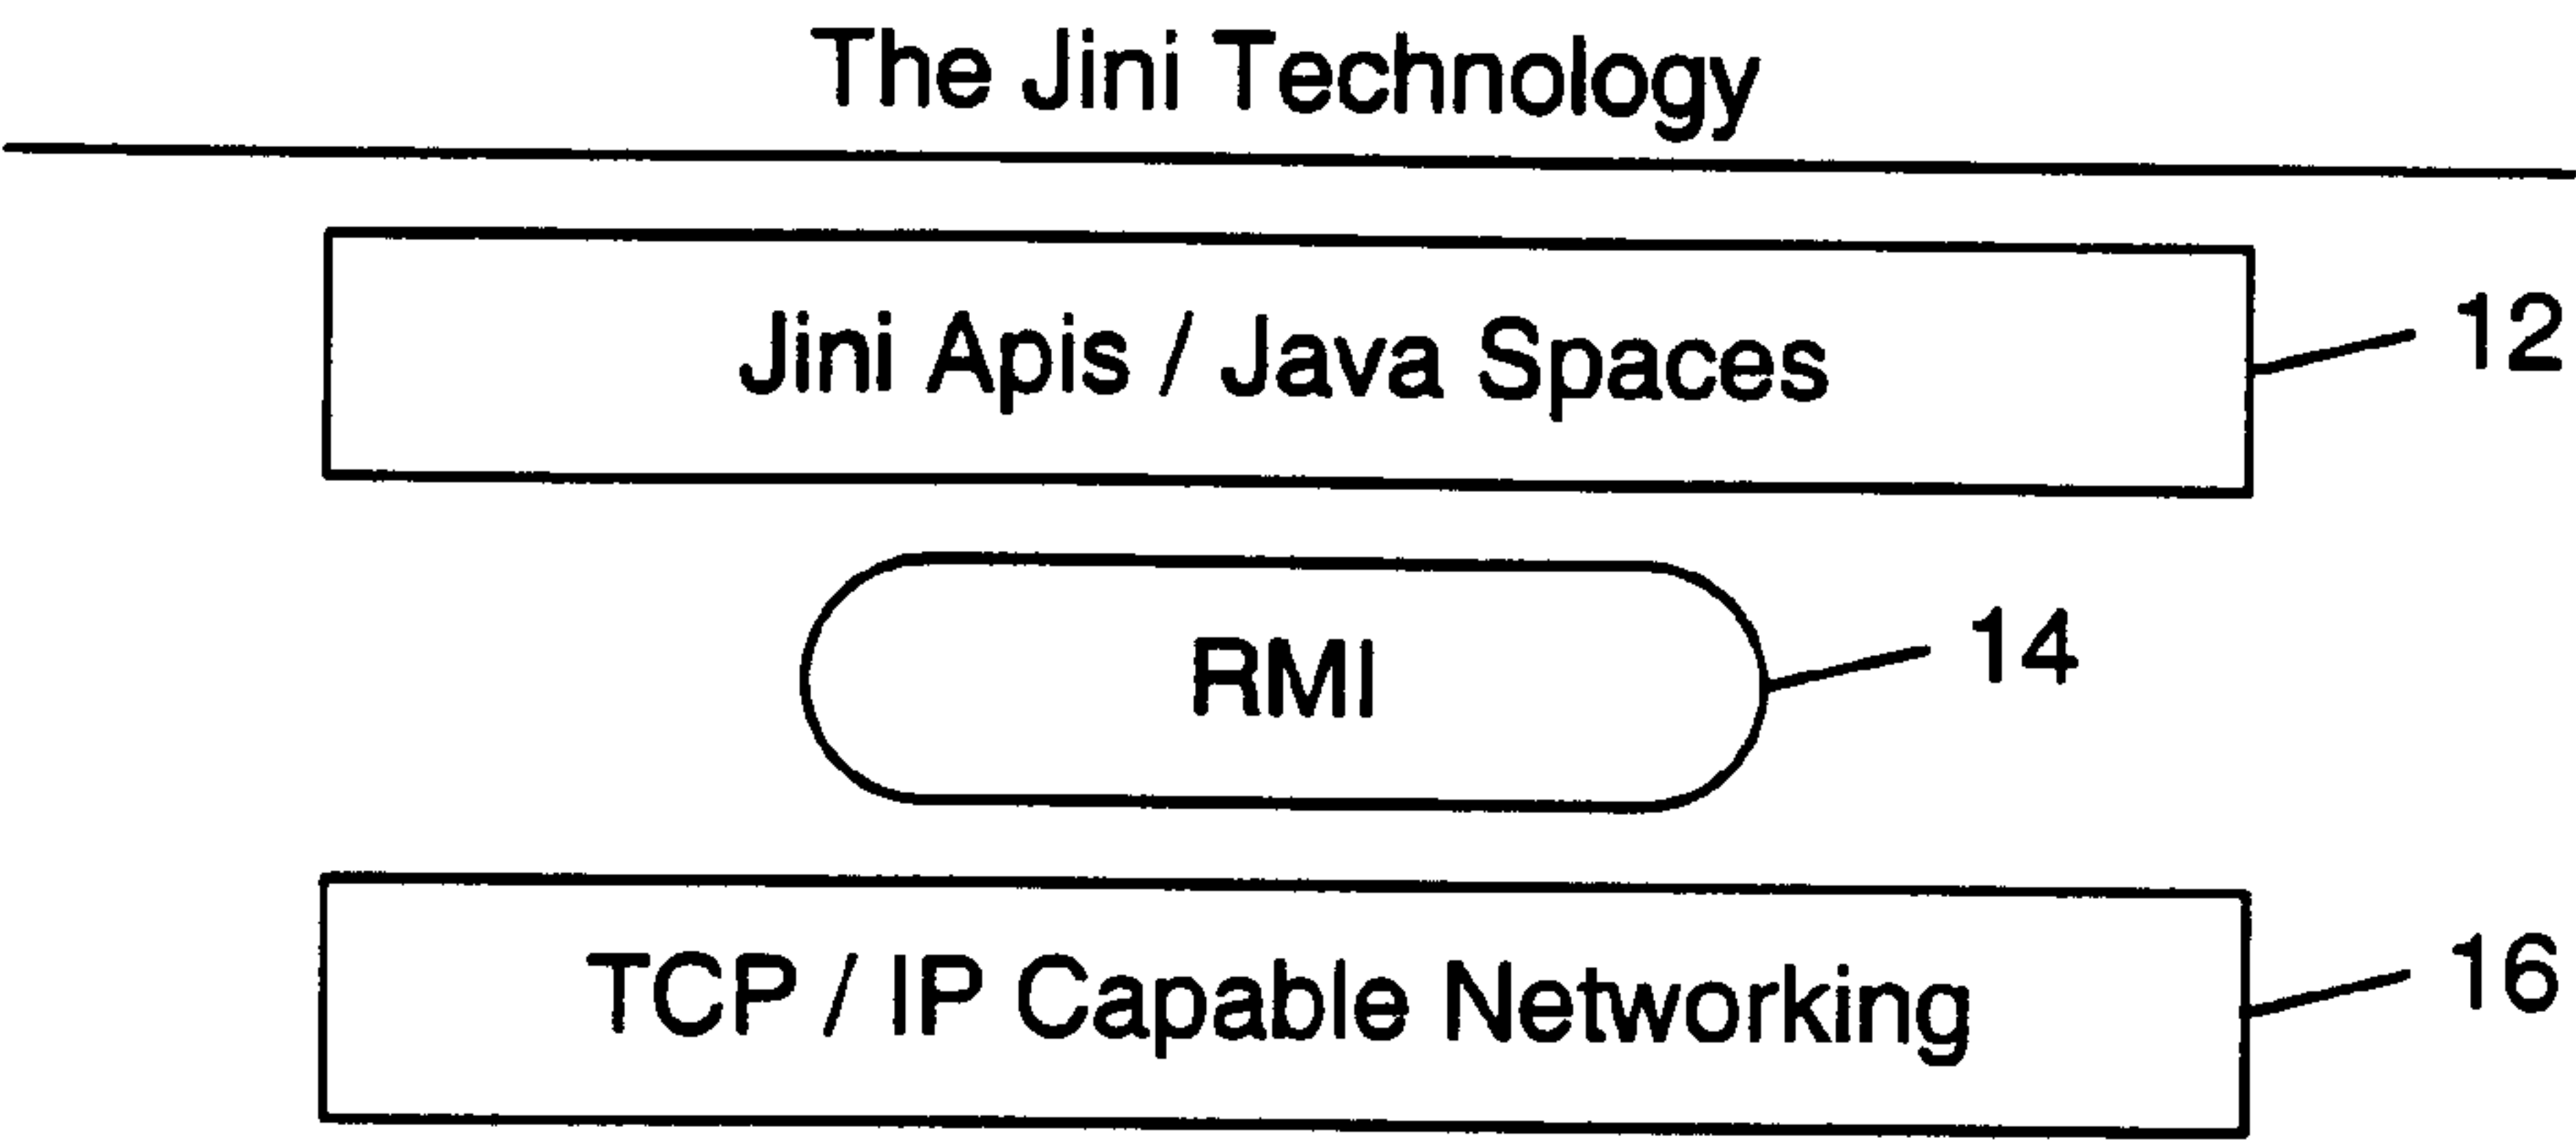 The Jini Technology
Jini Apis / Java Spaces
12
RMI
14
TCP / IP Capable Networking
16